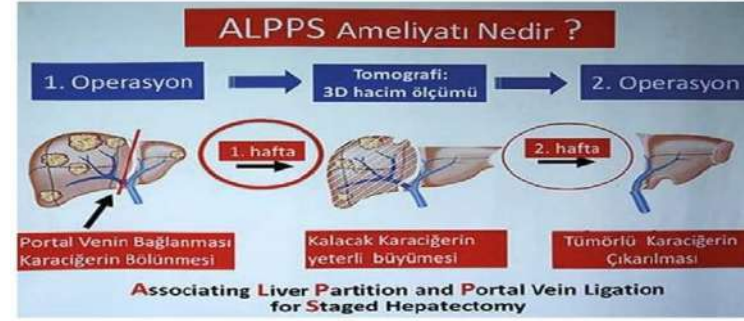 ALPPS Ameliyatı Nedir ?
1. Operasyon
Tomografi:
3D hacim ölçümü
2. Operasyon
1. hafta
2. hafta
Portal Venin Bağlanması
Karaciğerin Bölünmesi
Kalacak Karaciğerin
yeterli büyümesi
Tümörlü Karaciğerin
Çıkarılması
Associating Liver Partition and Portal Vein Ligation
for Staged Hepatectomy